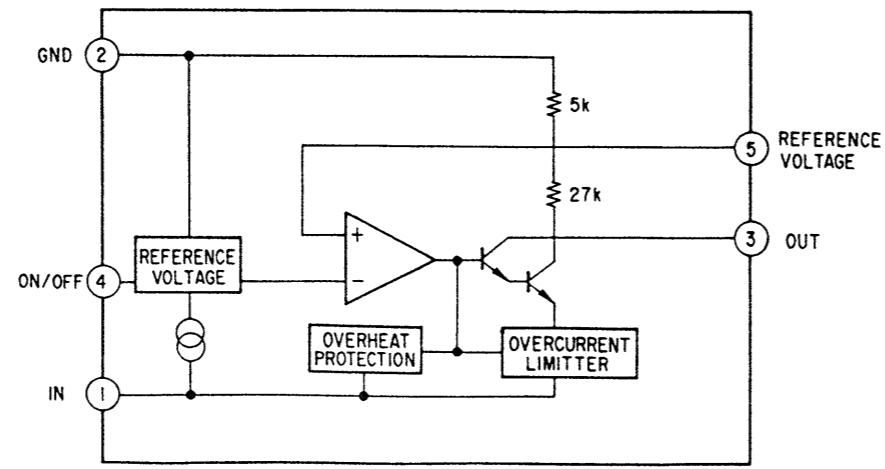 GND
2
5k
5
REFERENCE
VOLTAGE
27k
+
3
OUT
REFERENCE
VOLTAGE
ON/OFF
4
−
OVERHEAT
PROTECTION
OVERCURRENT
LIMITTER
IN
1